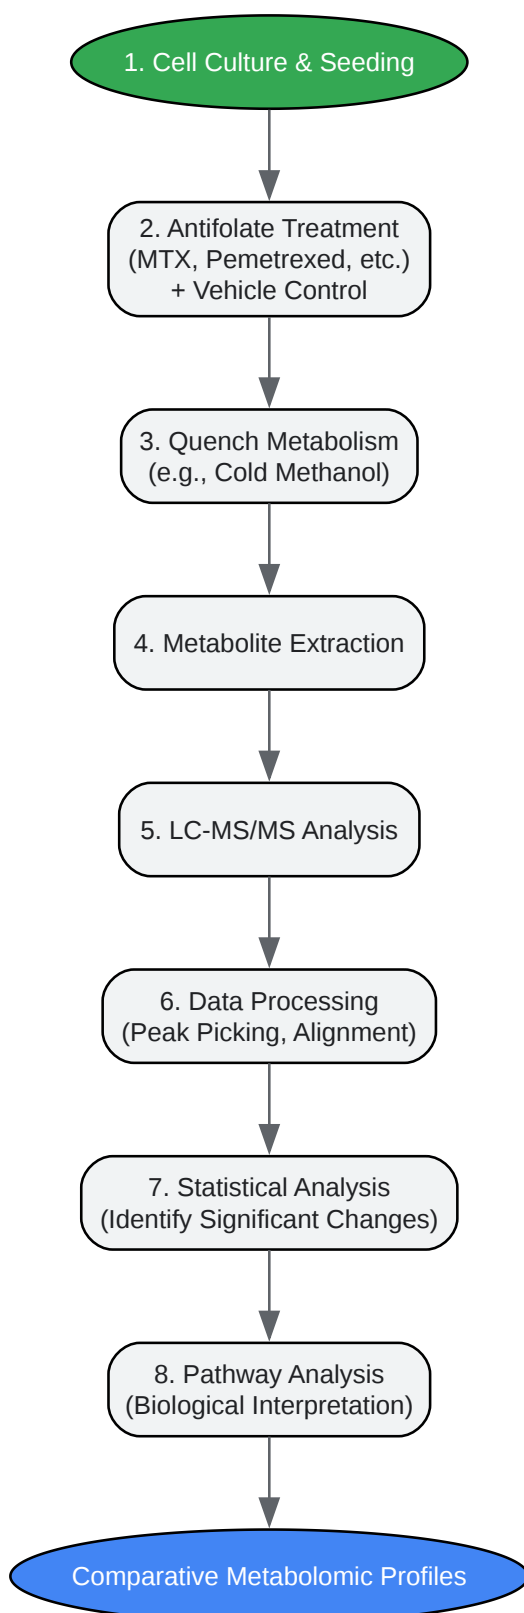 1. Cell Culture & Seeding
2. Antifolate Treatment
(MTX, Pemetrexed, etc.)
+ Vehicle Control
3. Quench Metabolism
(e.g., Cold Methanol)
4. Metabolite Extraction
5. LC-MS/MS Analysis
6. Data Processing
(Peak Picking, Alignment)
7. Statistical Analysis
(Identify Significant Changes)
8. Pathway Analysis
(Biological Interpretation)
Comparative Metabolomic Profiles